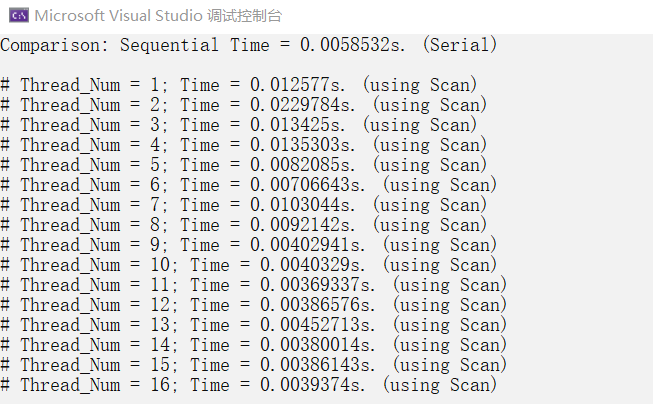 Microsoft Visual Studio 调试控制台
Comparison: Sequential Time = 0.0058532s. (Serial)
# Thread_Num = 1; Time = 0.012577s. (using Scan)
# Thread_Num = 2; Time = 0.0229784s. (using Scan)
# Thread_Num = 3; Time = 0.013425s. (using Scan)
# Thread_Num = 4; Time = 0.0135303s. (using Scan)
# Thread_Num = 5; Time = 0.0082085s. (using Scan)
# Thread_Num = 6; Time = 0.00706643s. (using Scan)
# Thread_Num = 7; Time = 0.0103044s. (using Scan)
# Thread_Num = 8; Time = 0.0092142s. (using Scan)
# Thread_Num = 9; Time = 0.00402941s. (using Scan)
# Thread_Num = 10; Time = 0.0040329s. (using Scan)
# Thread_Num = 11; Time = 0.00369337s. (using Scan)
# Thread_Num = 12; Time = 0.00386576s. (using Scan)
# Thread_Num = 13; Time = 0.00452713s. (using Scan)
# Thread_Num = 14; Time = 0.00380014s. (using Scan)
# Thread_Num = 15; Time = 0.00386143s. (using Scan)
# Thread_Num = 16; Time = 0.0039374s. (using Scan)